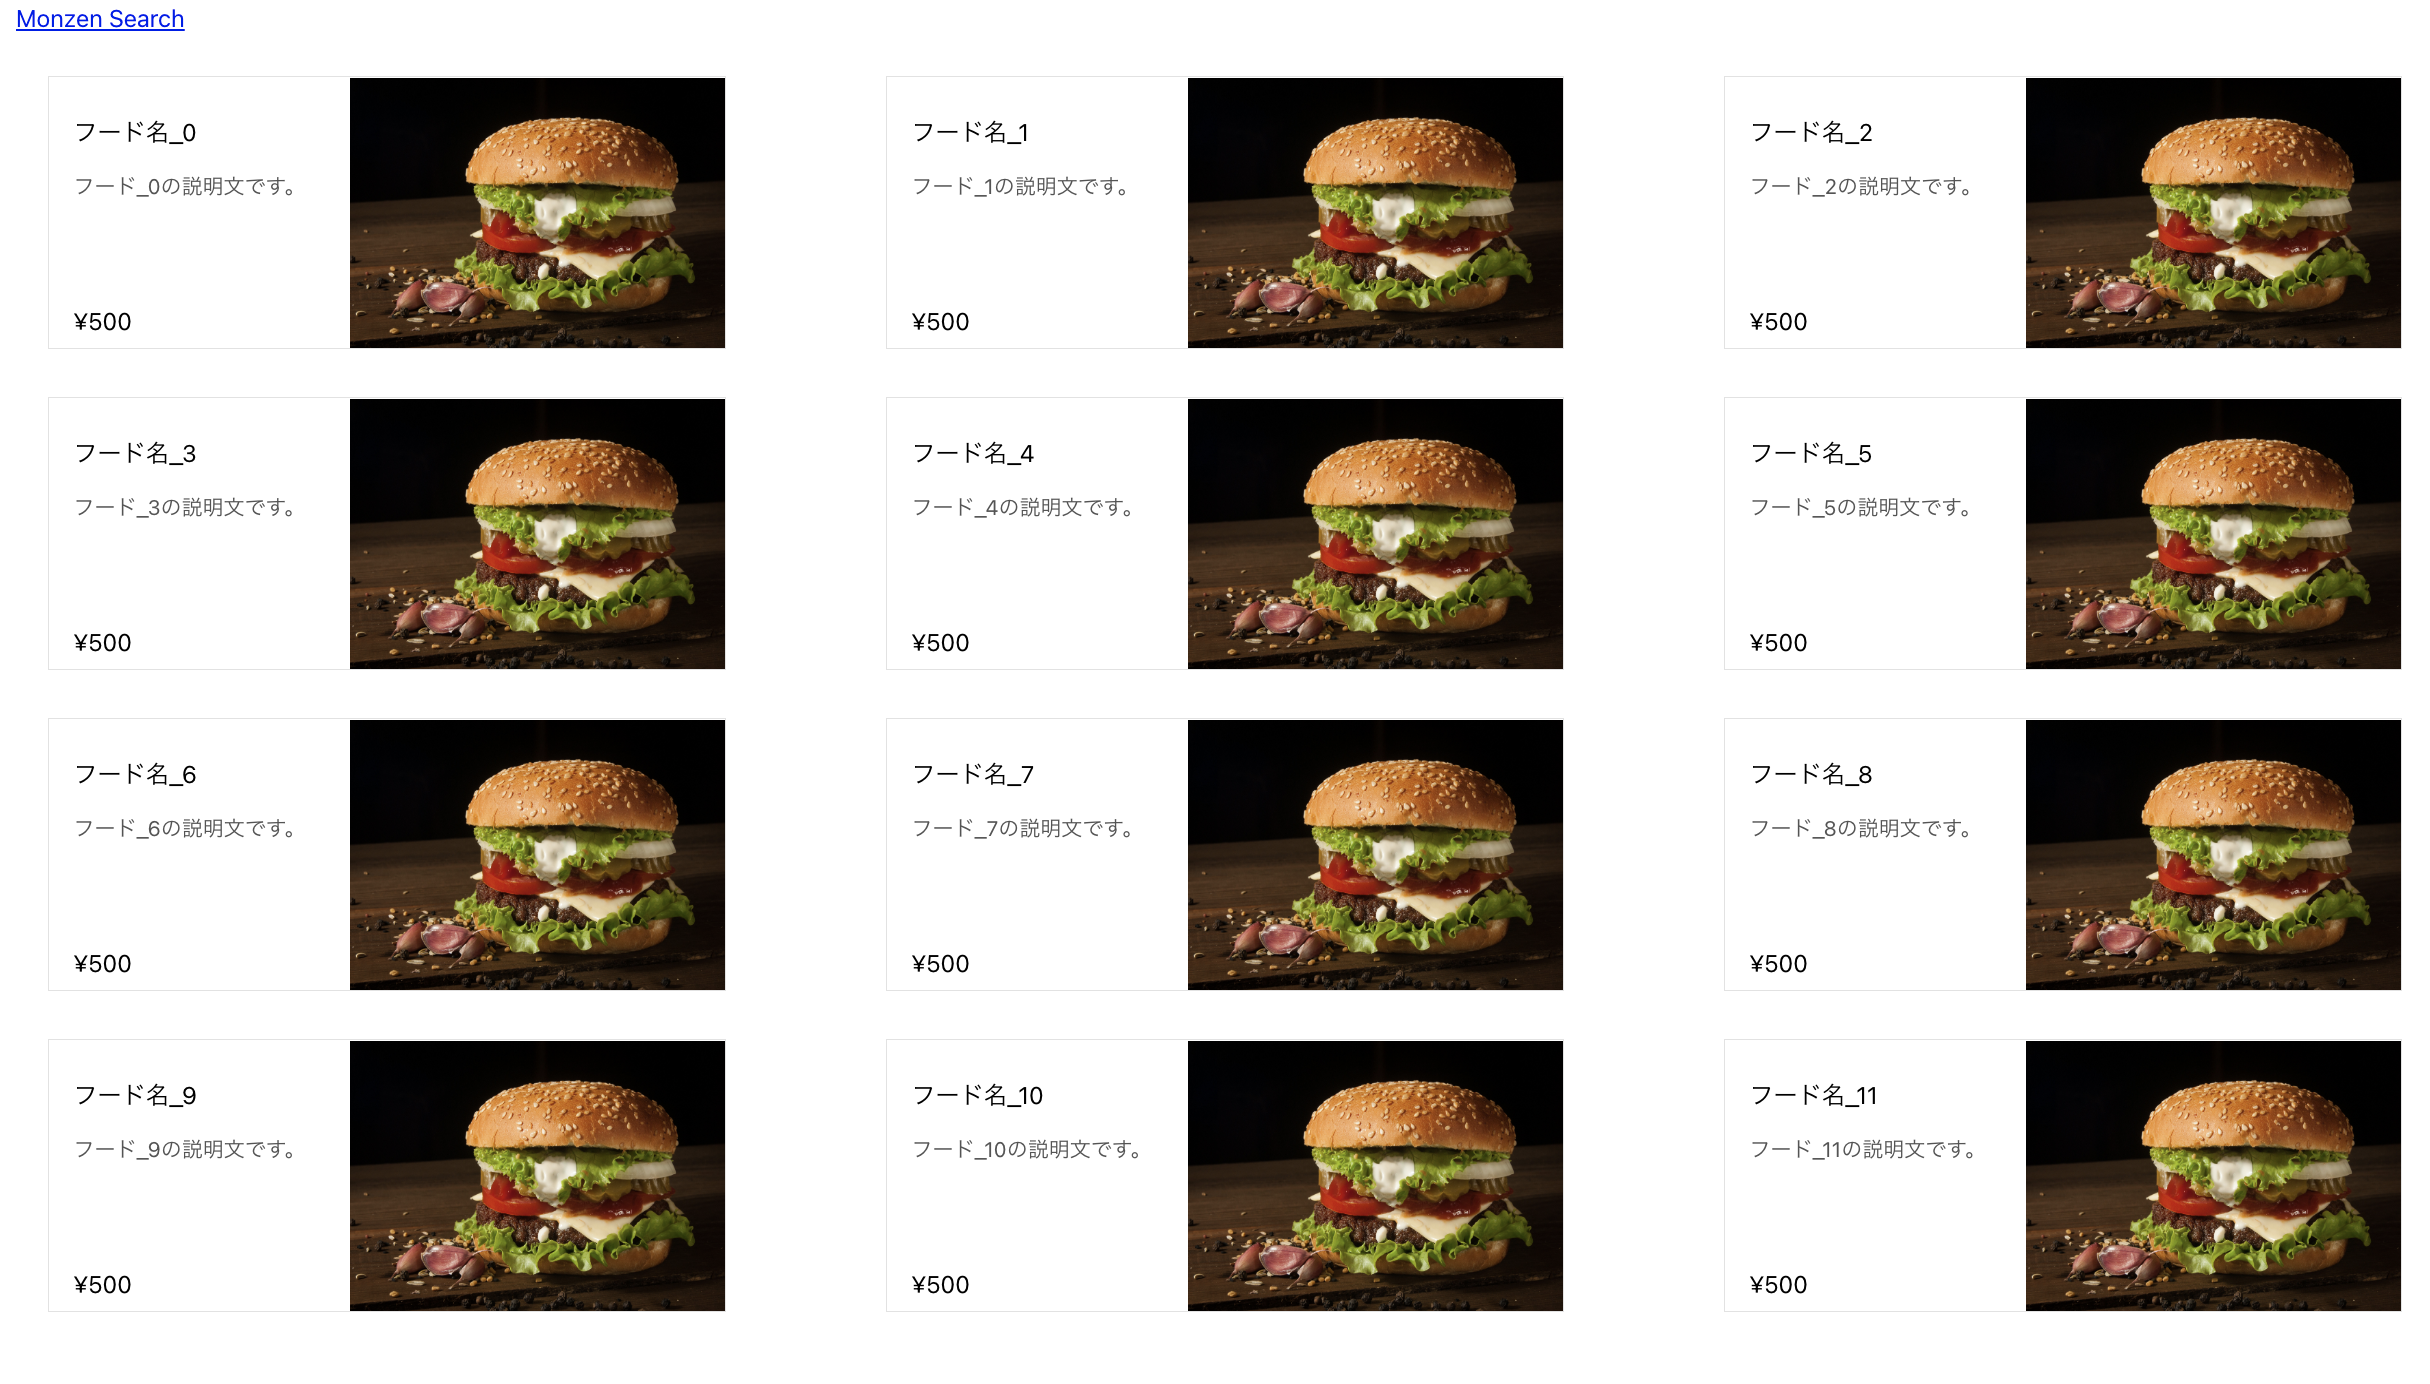 Monzen Search
フード名_0
フード_0の説明文です。
¥500
フード名_1
フード_1の説明文です。
¥500
フード名_2
フード_2の説明文です。
¥500
フード名_3
フード_3の説明文です。
¥500
フード名_4
フード_4の説明文です。
¥500
フード名_5
フード_5の説明文です。
¥500
フード名_6
フード_6の説明文です。
¥500
フード名_7
フード_7の説明文です。
¥500
フード名_8
フード_8の説明文です。
¥500
フード名_9
フード_9の説明文です。
¥500
フード名_10
フード_10の説明文です。
¥500
フード名_11
フード_11の説明文です。
¥500